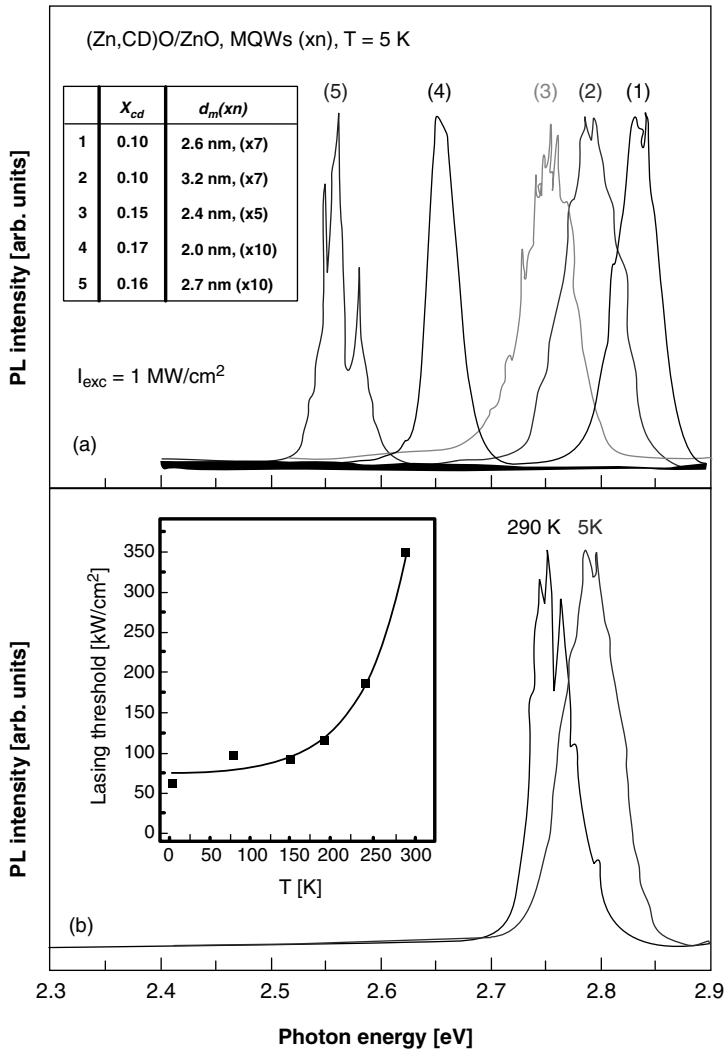 (Zn,CD)O/ZnO, MQWs (xn), T = 5 K
(5) (4) (3) (2) (1)
X_cd d_m(xn)
1 0.10 2.6 nm, (x7)
2 0.10 3.2 nm, (x7)
3 0.15 2.4 nm, (x5)
4 0.17 2.0 nm, (x10)
5 0.16 2.7 nm (x10)
PL intensity [arb. units]
I_exc = 1 MW/cm²
(a)
290 K 5K
350
300
250
200
150
100
50
0
Lasing threshold [kW/cm²]
0 50 100 150 200 250 300
T [K]
PL intensity [arb. units]
(b)
2.3 2.4 2.5 2.6 2.7 2.8 2.9
Photon energy [eV]